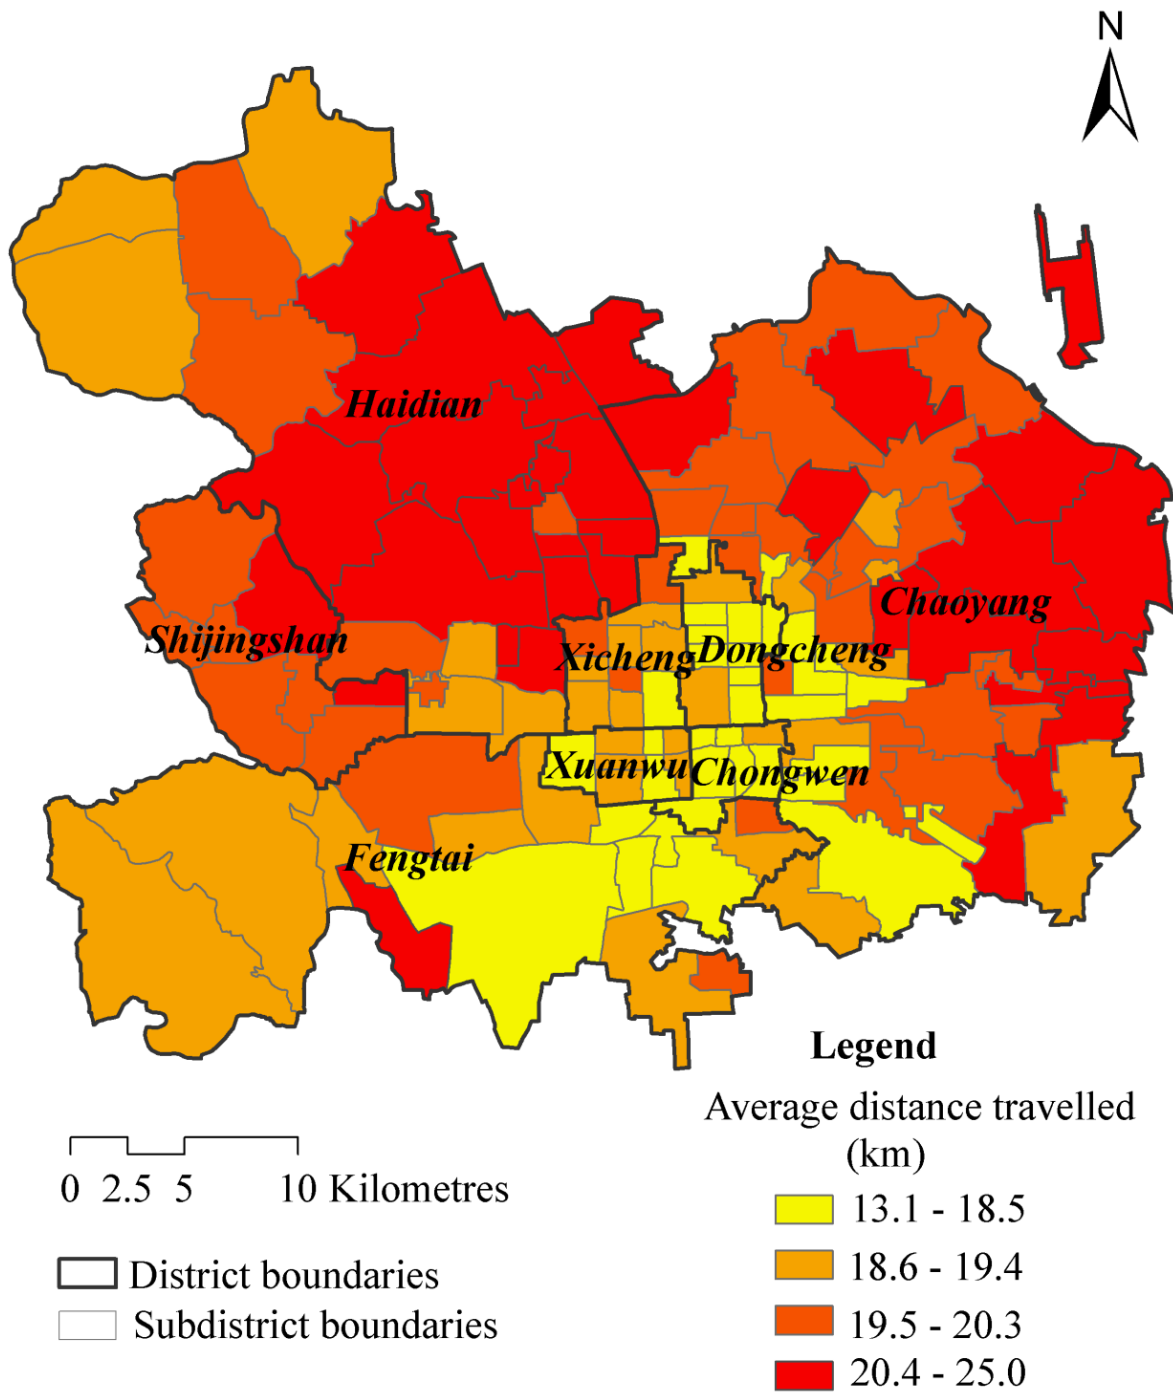 N
Haidian
Chaoyang
Shijingshan
Xicheng
Dongcheng
Xuanwu
Chongwen
Fengtai
Legend
Average distance travelled
(km)
13.1 - 18.5
18.6 - 19.4
19.5 - 20.3
20.4 - 25.0
0 2.5 5 10 Kilometres
District boundaries
Subdistrict boundaries